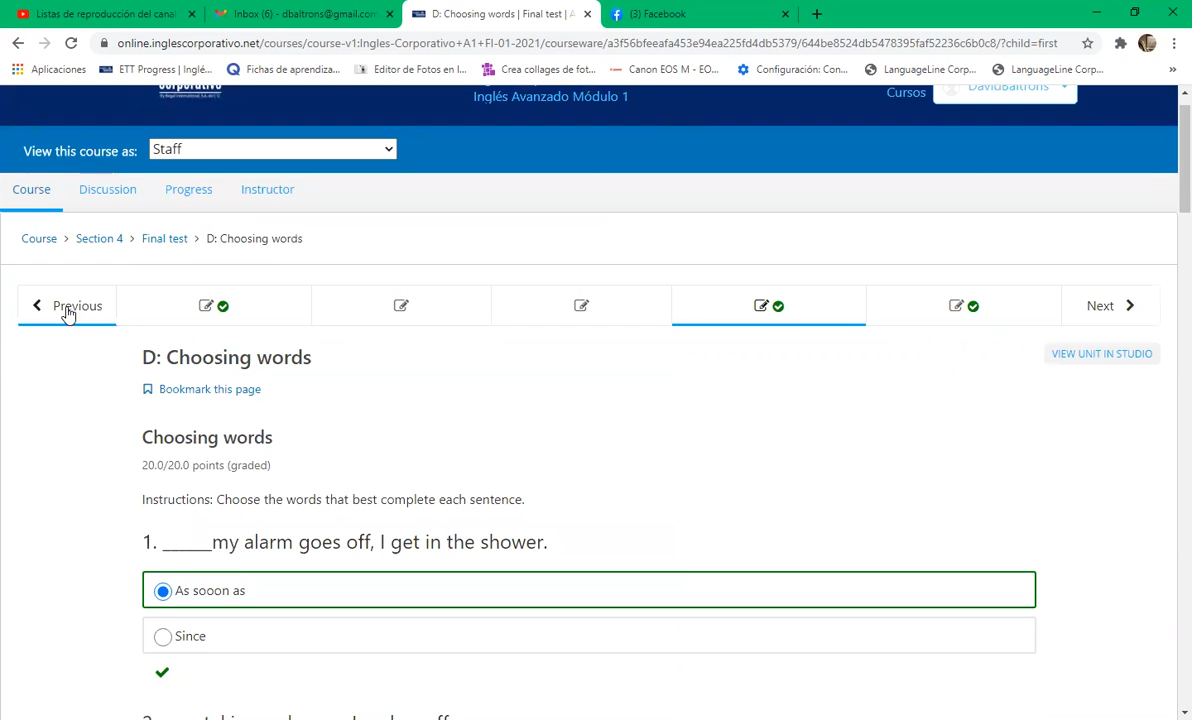 Listas de reproducción del canal
Inbox (6) - dbaltrons@gmail.com
D: Choosing words | Final test | A
(3) Facebook
online.inglescorporativo.net/courses/course-v1:Ingles-Corporativo+A1+FI-01-2021/courseware/a3f56bfeeafa453e94ea225fd4db5379/644be8524db5478395faf52236c6b0c8/?child=first
Aplicaciones
ETT Progress | Inglé...
Fichas de aprendiza...
Editor de Fotos en l...
Crea collages de fot...
Canon EOS M - EO...
Configuración: Con...
LanguageLine Corp...
LanguageLine Corp...
»
Inglés Avanzado Módulo 1
Cursos
DavidBaltrons
View this course as:
Staff
Course
Discussion
Progress
Instructor
Course > Section 4 > Final test > D: Choosing words
Previous
Next
D: Choosing words
VIEW UNIT IN STUDIO
Bookmark this page
Choosing words
20.0/20.0 points (graded)
Instructions: Choose the words that best complete each sentence.
1. ______my alarm goes off, I get in the shower.
As sooon as
Since